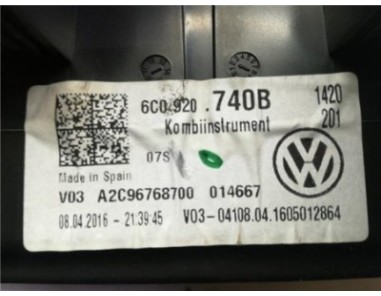 6C0 920 .740B 1420
Kombiinstrument 201
07S
Made in Spain
V03 A2C96768700 014667
08.04.2016 - 21:39:45 V03-04108.04.1605012864